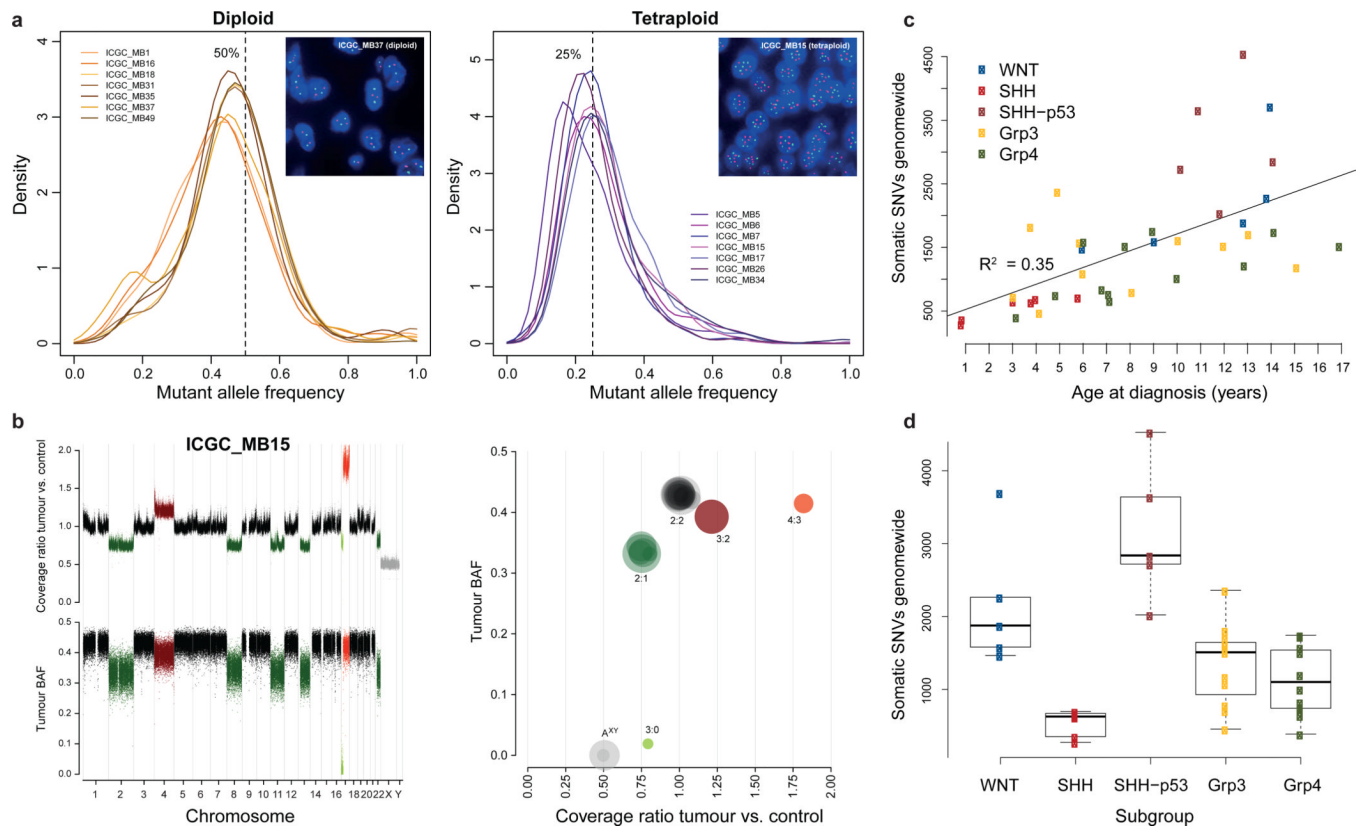 a
Diploid
ICGC_MB1
ICGC_MB16
ICGC_MB18
ICGC_MB31
ICGC_MB35
ICGC_MB37
ICGC_MB49
50%
ICGC_MB37 (diploid)
Density
0
1
2
3
4
0.0 0.2 0.4 0.6 0.8 1.0
Mutant allele frequency
Tetraploid
25%
ICGC_MB15 (tetraploid)
ICGC_MB5
ICGC_MB6
ICGC_MB7
ICGC_MB15
ICGC_MB17
ICGC_MB26
ICGC_MB34
Density
0
1
2
3
4
5
0.0 0.2 0.4 0.6 0.8 1.0
Mutant allele frequency
c
WNT
SHH
SHH−p53
Grp3
Grp4
R² = 0.35
Somatic SNVs genomewide
500 1500 2500 3500 4500
1 2 3 4 5 6 7 8 9 10 11 12 13 14 15 16 17
Age at diagnosis (years)
b
ICGC_MB15
Coverage ratio tumour vs. control
2.0
1.5
1.0
0.5
0.0
Tumour BAF
0.5
0.4
0.3
0.2
0.1
0.0
1 2 3 4 5 6 7 8 9 10 12 14 16 18 20 22 X Y
Chromosome
Tumour BAF
0.5
0.4
0.3
0.2
0.1
0.0
2:2
3:2
4:3
2:1
Aˣʸ
3:0
0.00 0.25 0.50 0.75 1.00 1.25 1.50 1.75 2.00
Coverage ratio tumour vs. control
d
Somatic SNVs genomewide
1000 2000 3000 4000
WNT SHH SHH−p53 Grp3 Grp4
Subgroup